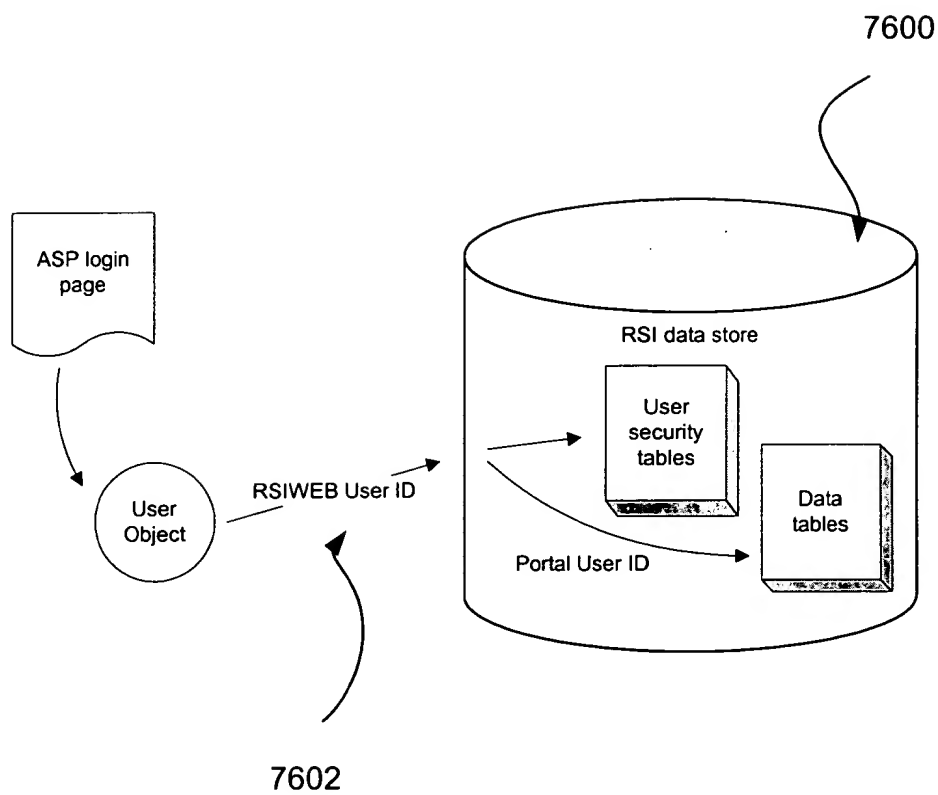 7600
ASP login
page
RSI data store
User
security
tables
RSIWEB User ID
User
Object
Data
tables
Portal User ID
7602